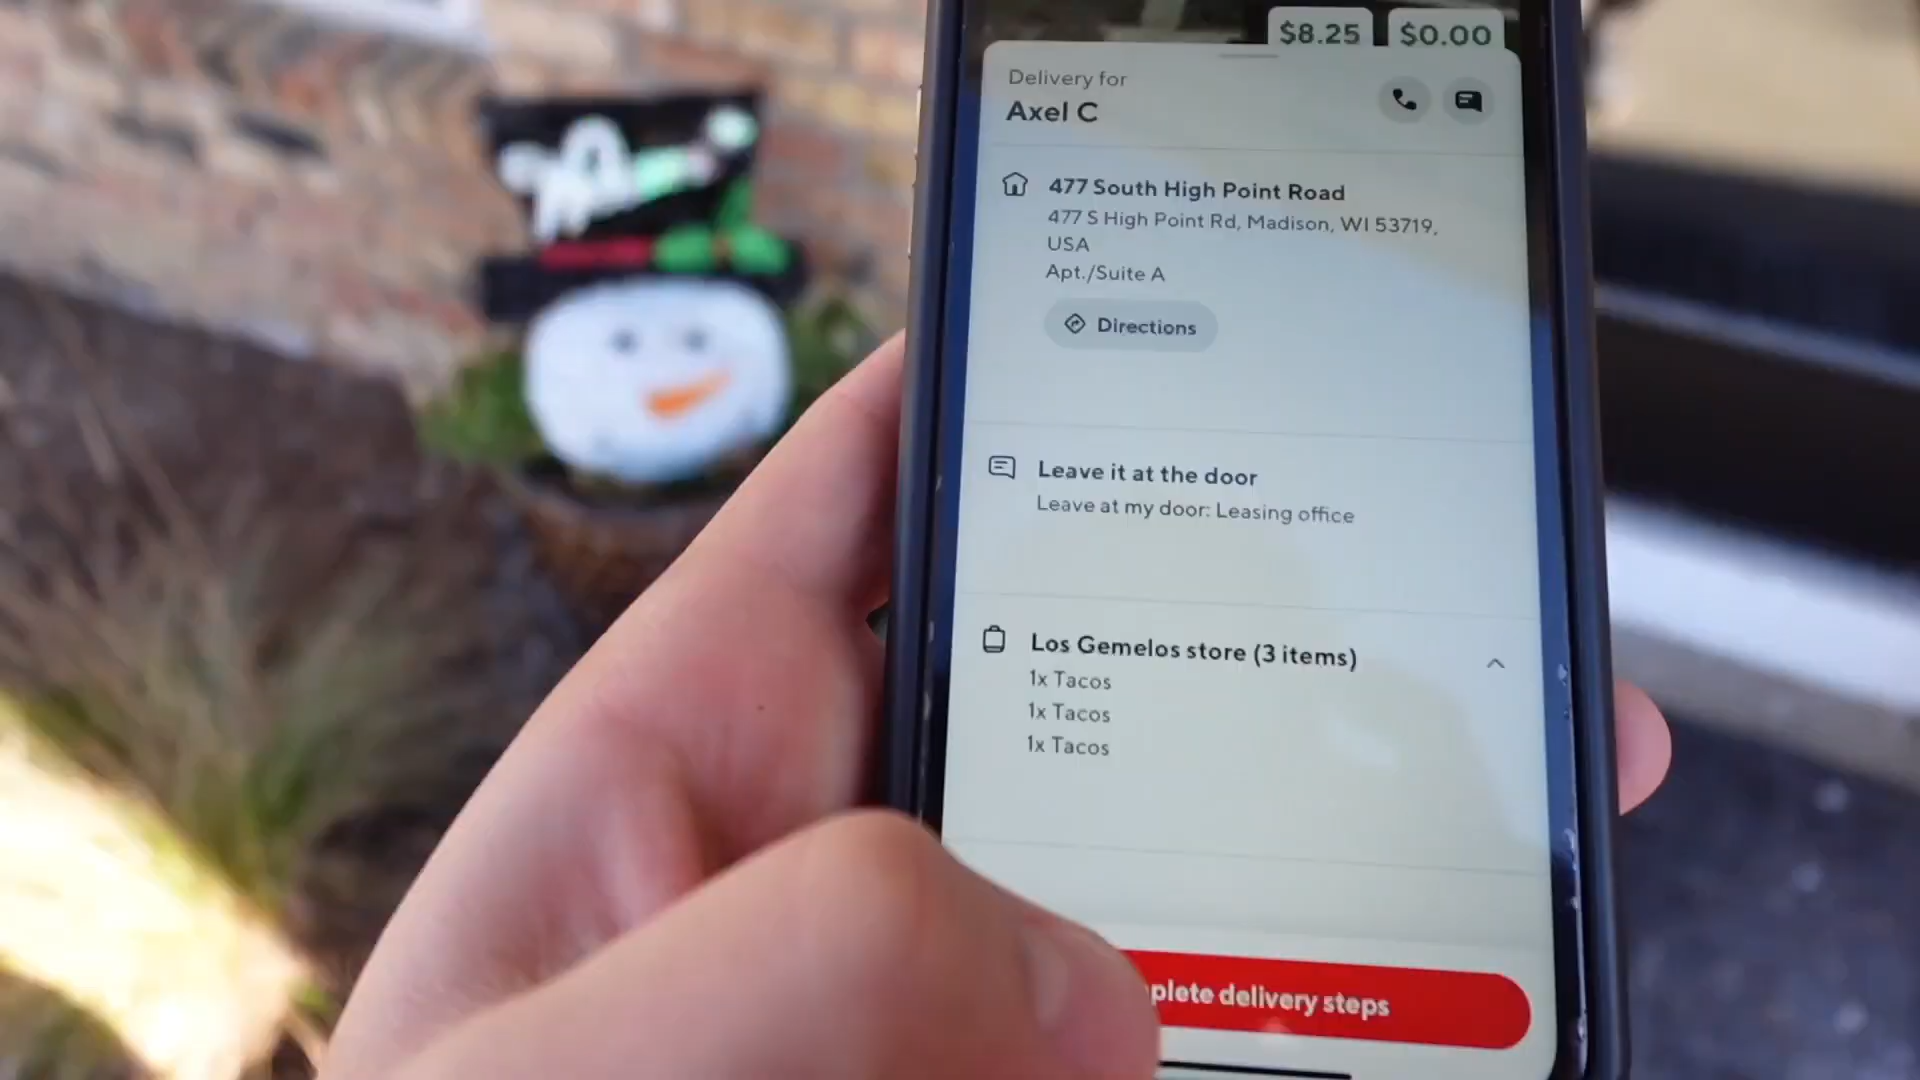 $8.25 $0.00
Delivery for
Axel C
477 South High Point Road
477 S High Point Rd, Madison, WI 53719,
USA
Apt./Suite A
Directions
Leave it at the door
Leave at my door: Leasing office
Los Gemelos store (3 items)
1x Tacos
1x Tacos
1x Tacos
plete delivery steps